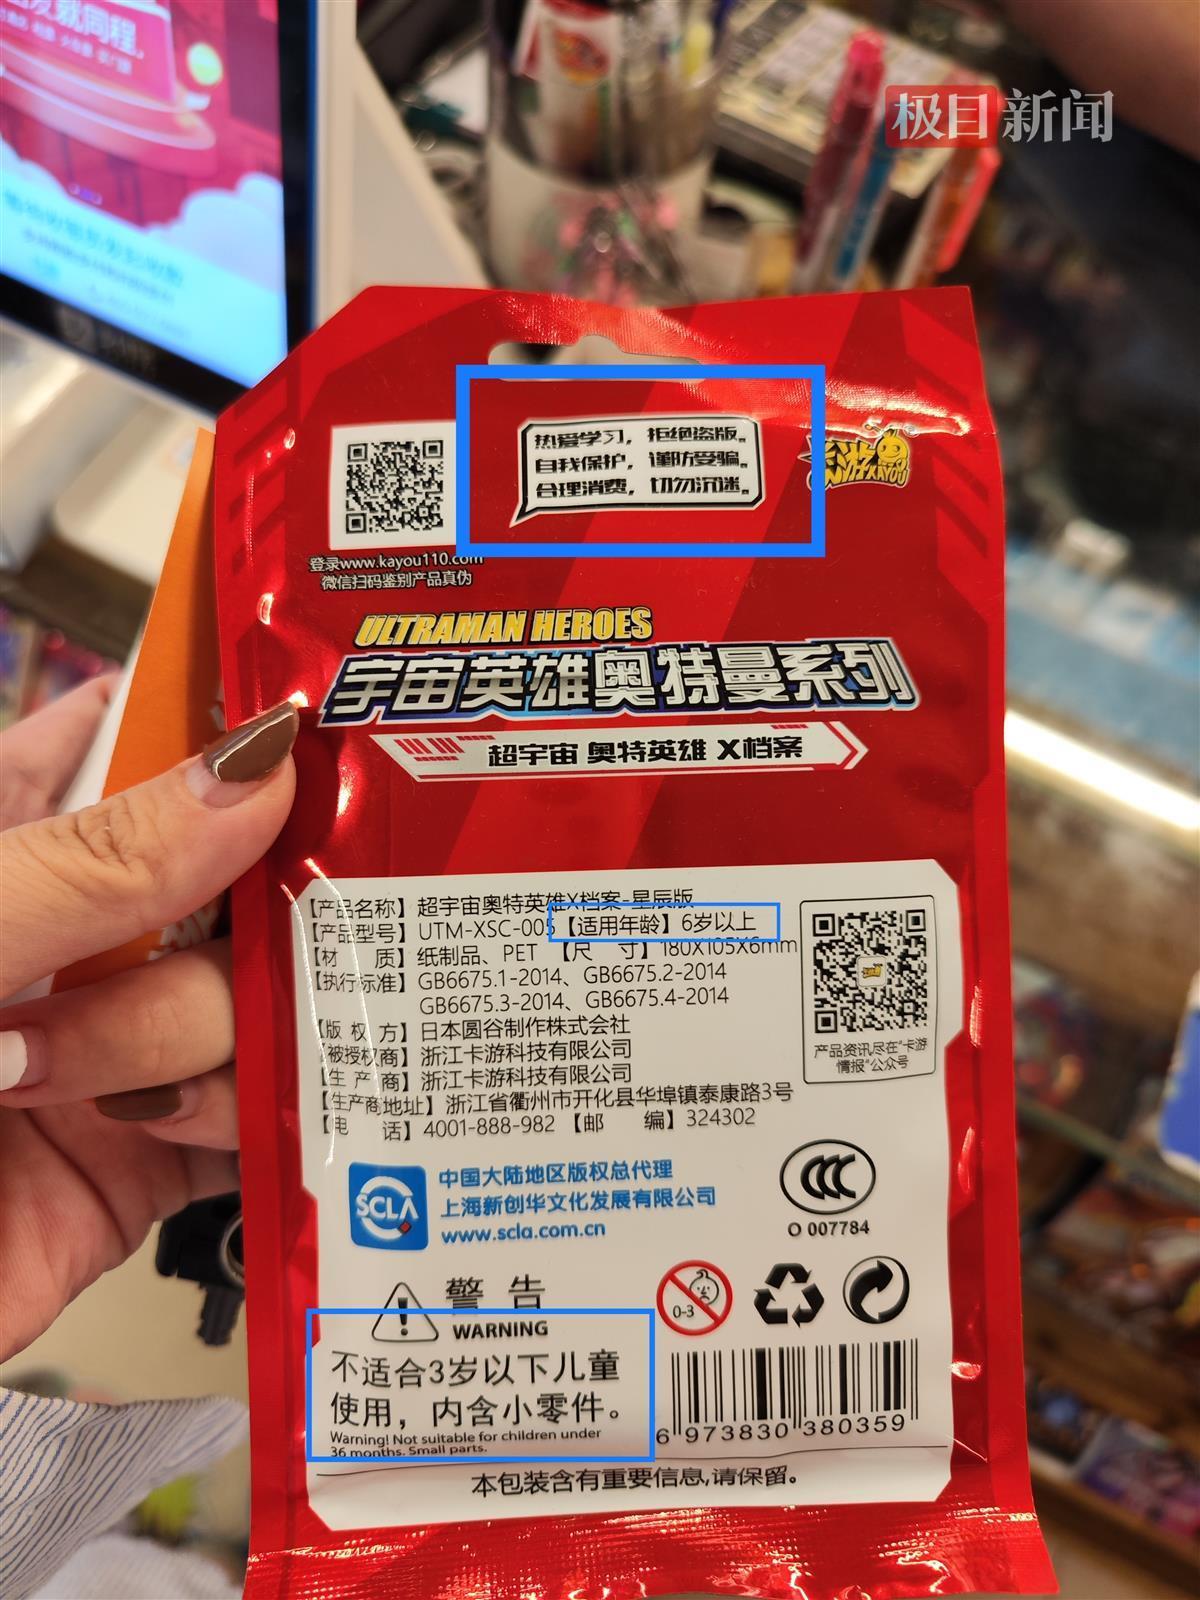 友就同程,
极目新闻
热爱学习，拒绝盗版。
自我保护，谨防受骗。
合理消费，切勿沉迷。
卡游KAYOU
登录www.kayou110.com
微信扫码鉴别产品真伪
ULTRAMAN HEROES
宇宙英雄奥特曼系列
超宇宙 奥特英雄 X档案
【产品名称】超宇宙奥特英雄X档案-星辰版
【产品型号】UTM-XSC-005【适用年龄】6岁以上
【材 质】纸制品、PET 【尺 寸】180X105X6mm
【执行标准】GB6675.1-2014、GB6675.2-2014
GB6675.3-2014、GB6675.4-2014
【版 权 方】日本圆谷制作株式会社
【被授权商】浙江卡游科技有限公司
【生 产 商】浙江卡游科技有限公司
【生产商地址】浙江省衢州市开化县华埠镇泰康路3号
【电 话】4001-888-982 【邮 编】324302
产品资讯尽在"卡游
情报"公众号
SCLA
中国大陆地区版权总代理
上海新创华文化发展有限公司
www.scla.com.cn
CCC
O 007784
警 告
WARNING
0-3
不适合3岁以下儿童
使用，内含小零件。
Warning! Not suitable for children under
36 months. Small parts.
6 973830 380359
本包装含有重要信息,请保留。